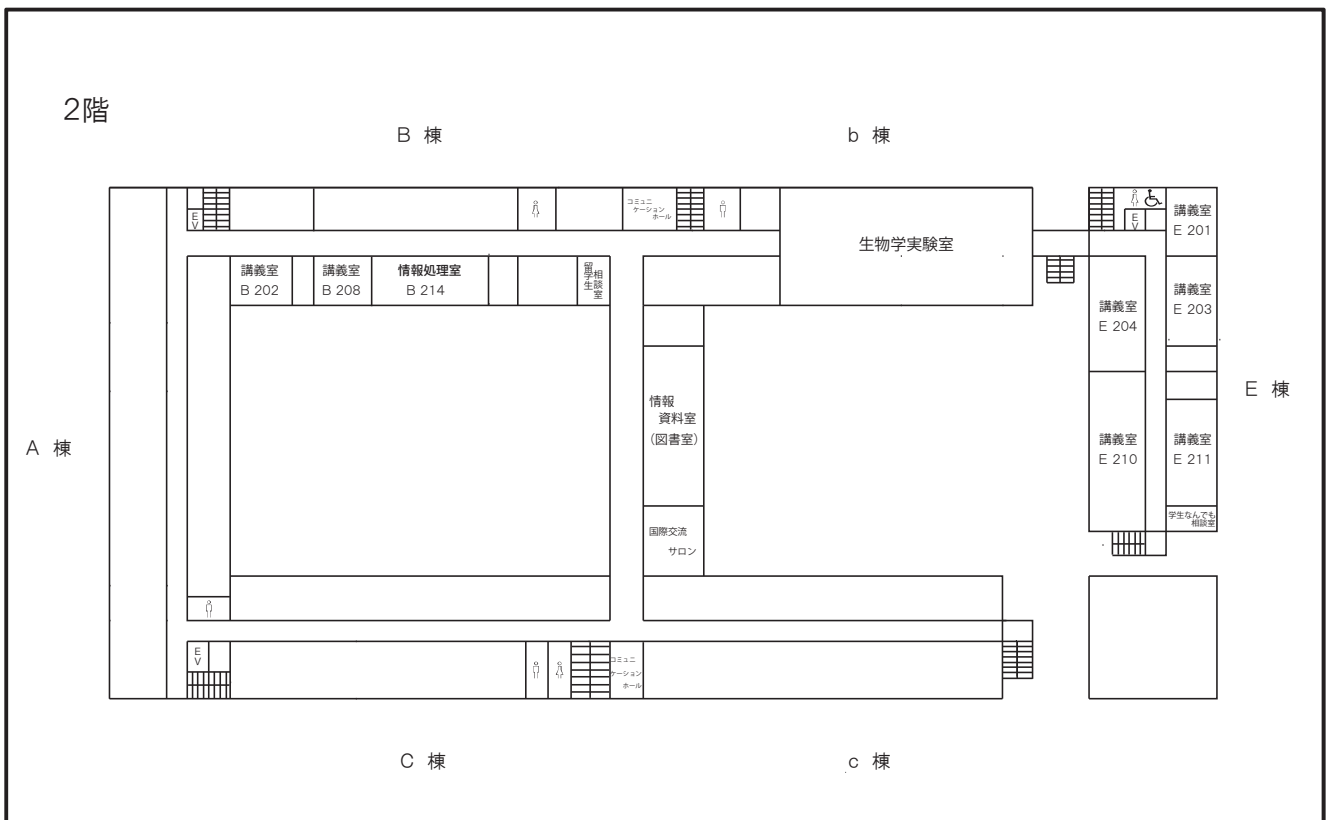 2階
B 棟
b 棟
EV
コミュニ
ケーション
ホール
EV
講義室
E 201
生物学実験室
講義室
B 202
講義室
B 208
情報処理室
B 214
留学生
相談室
講義室
E 204
講義室
E 203
E 棟
情報
資料室
(図書室)
A 棟
講義室
E 210
講義室
E 211
学生なんでも
相談室
国際交流
サロン
EV
コミュニ
ケーション
ホール
C 棟
c 棟